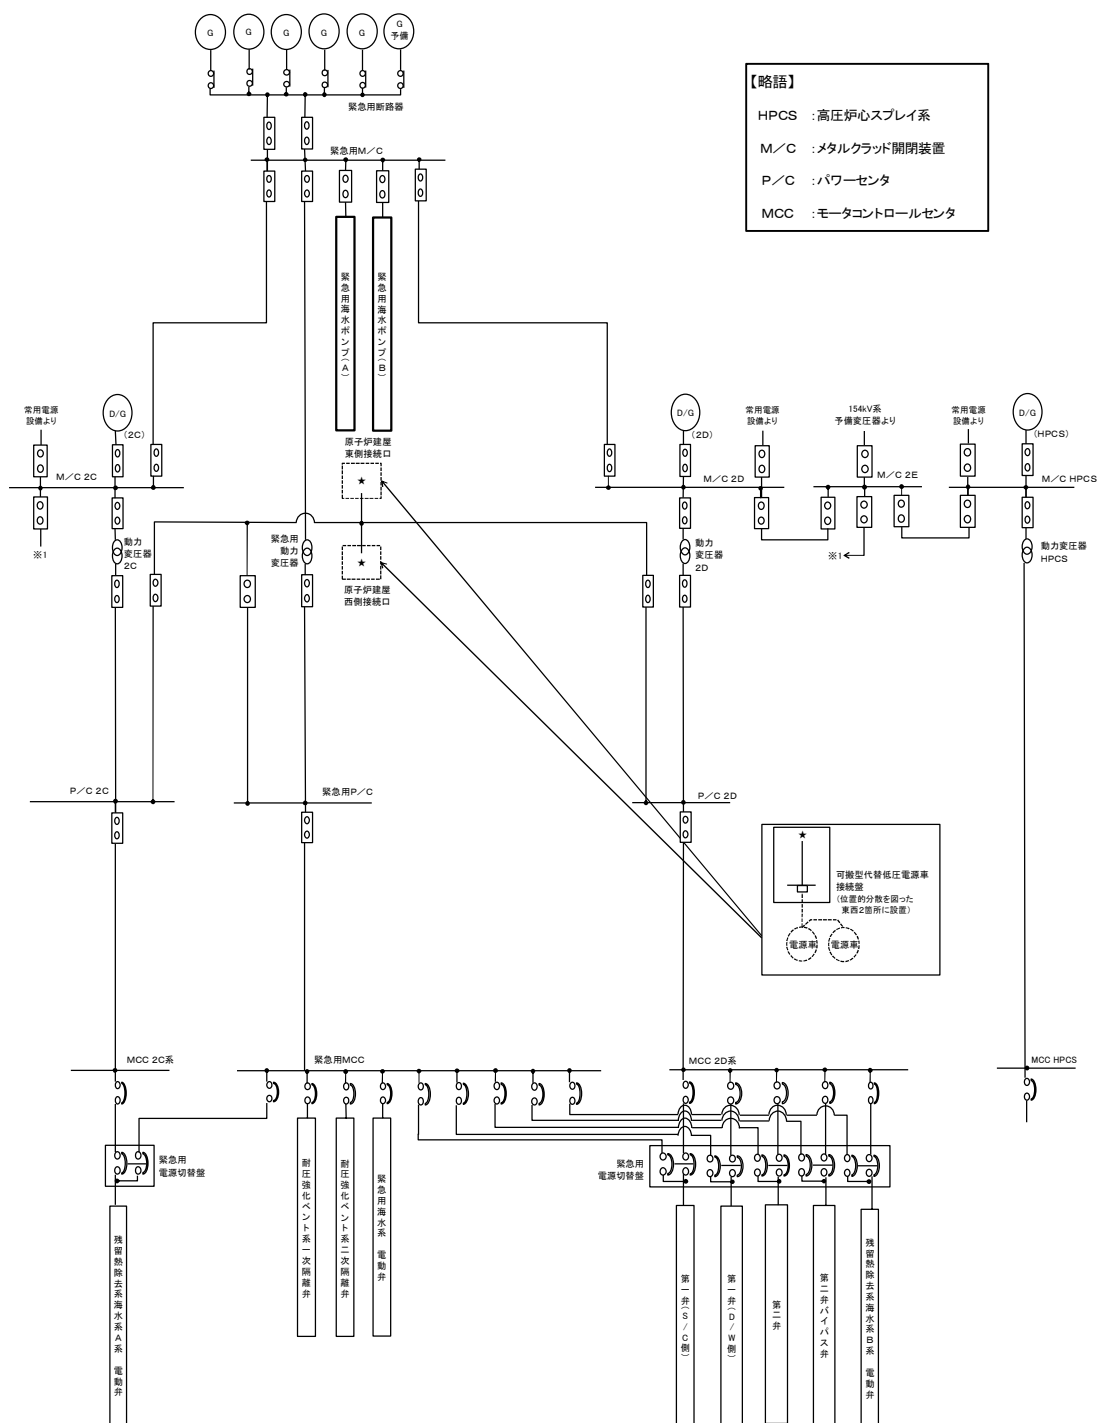 G
G
G
G
G
G
予備
緊急用断路器
緊急用M/C
【略語】
HPCS ：高圧炉心スプレイ系
M/C ：メタルクラッド開閉装置
P/C ：パワーセンタ
MCC ：モータコントロールセンタ
緊急用海水ポンプ(A)
緊急用海水ポンプ(B)
常用電源
設備より
D/G
(2C)
M/C 2C
※1
動力
変圧器
2C
緊急用
動力
変圧器
原子炉建屋
東側接続口
★
★
原子炉建屋
西側接続口
D/G
(2D)
常用電源
設備より
154kV系
予備変圧器より
常用電源
設備より
D/G
(HPCS)
M/C 2D
M/C 2E
M/C HPCS
動力
変圧器
2D
※1
動力変圧器
HPCS
P/C 2C
緊急用P/C
P/C 2D
★
可搬型代替低圧電源車
接続盤
(位置的分散を図った
東西2箇所に設置)
電源車
電源車
MCC 2C系
緊急用MCC
MCC 2D系
MCC HPCS
緊急用
電源切替盤
緊急用
電源切替盤
残留熱除去系海水系A系 電動弁
耐圧強化ベント系一次隔離弁
耐圧強化ベント系二次隔離弁
緊急用海水系 電動弁
第一弁(S/C側)
第一弁(D/W側)
第二弁
第二弁バイパス弁
残留熱除去系海水系B系 電動弁